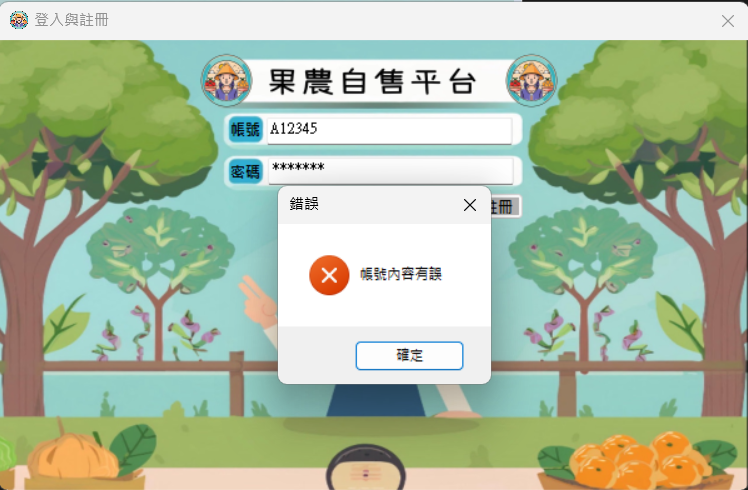 登入與註冊
果農自售平台
帳號 A12345
密碼 *******
錯誤
註冊
帳號內容有誤
確定